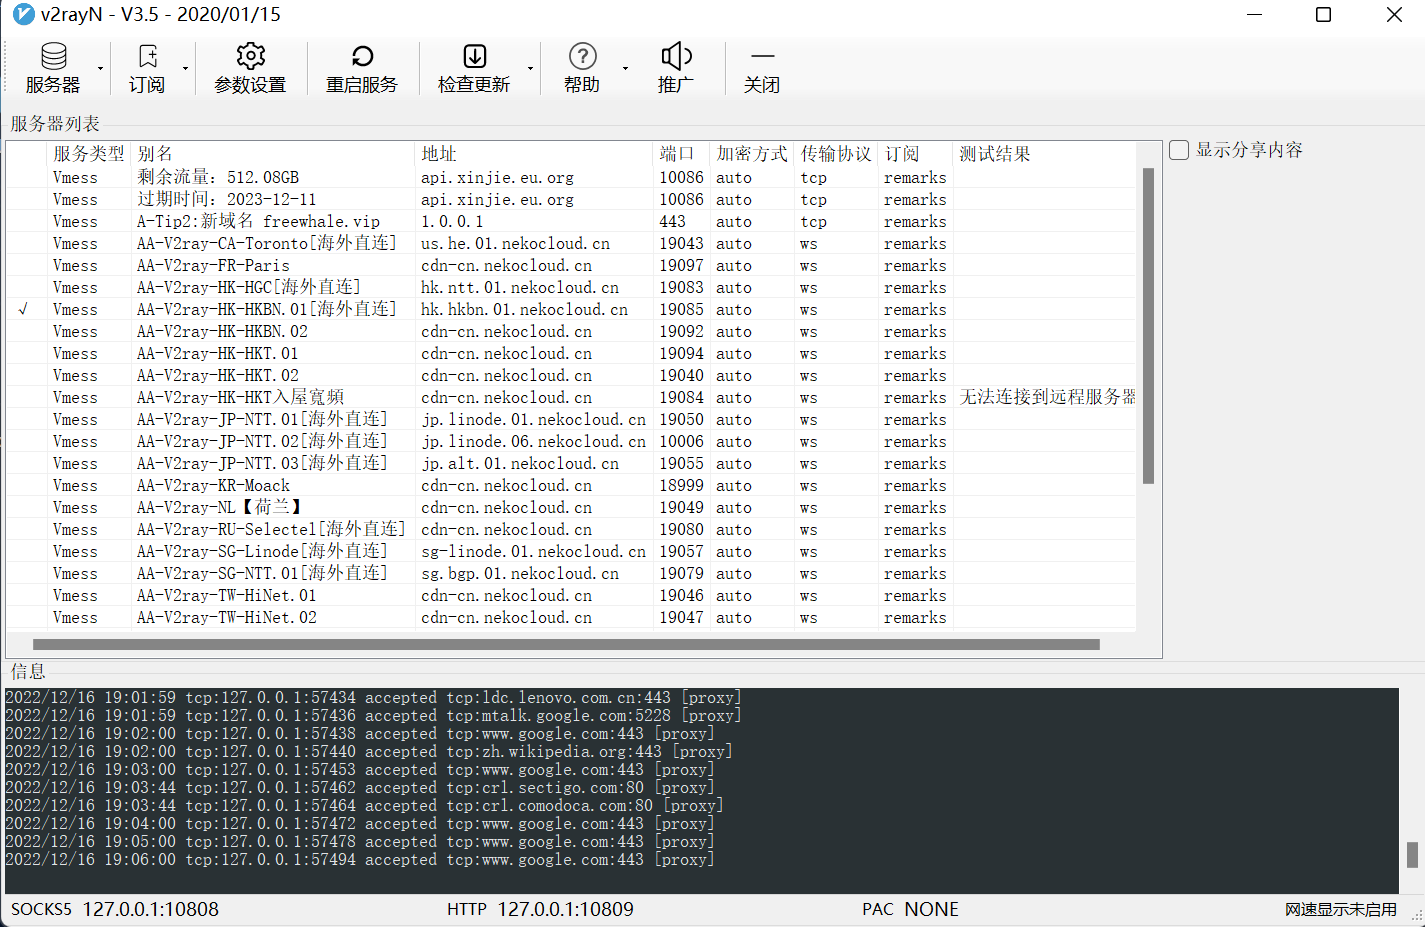 v2rayN - V3.5 - 2020/01/15
服务器 订阅 参数设置 重启服务 检查更新 帮助 推广 关闭
服务器列表
服务类型 别名 地址 端口 加密方式 传输协议 订阅 测试结果
显示分享内容
Vmess 剩余流量：512.08GB api.xinjie.eu.org 10086 auto tcp remarks
Vmess 过期时间：2023-12-11 api.xinjie.eu.org 10086 auto tcp remarks
Vmess A-Tip2:新域名 freewhale.vip 1.0.0.1 443 auto tcp remarks
Vmess AA-V2ray-CA-Toronto[海外直连] us.he.01.nekocloud.cn 19043 auto ws remarks
Vmess AA-V2ray-FR-Paris cdn-cn.nekocloud.cn 19097 auto ws remarks
Vmess AA-V2ray-HK-HGC[海外直连] hk.ntt.01.nekocloud.cn 19083 auto ws remarks
√ Vmess AA-V2ray-HK-HKBN.01[海外直连] hk.hkbn.01.nekocloud.cn 19085 auto ws remarks
Vmess AA-V2ray-HK-HKBN.02 cdn-cn.nekocloud.cn 19092 auto ws remarks
Vmess AA-V2ray-HK-HKT.01 cdn-cn.nekocloud.cn 19094 auto ws remarks
Vmess AA-V2ray-HK-HKT.02 cdn-cn.nekocloud.cn 19040 auto ws remarks
Vmess AA-V2ray-HK-HKT入屋寬頻 cdn-cn.nekocloud.cn 19084 auto ws remarks 无法连接到远程服务器
Vmess AA-V2ray-JP-NTT.01[海外直连] jp.linode.01.nekocloud.cn 19050 auto ws remarks
Vmess AA-V2ray-JP-NTT.02[海外直连] jp.linode.06.nekocloud.cn 10006 auto ws remarks
Vmess AA-V2ray-JP-NTT.03[海外直连] jp.alt.01.nekocloud.cn 19055 auto ws remarks
Vmess AA-V2ray-KR-Moack cdn-cn.nekocloud.cn 18999 auto ws remarks
Vmess AA-V2ray-NL【荷兰】 cdn-cn.nekocloud.cn 19049 auto ws remarks
Vmess AA-V2ray-RU-Selectel[海外直连] cdn-cn.nekocloud.cn 19080 auto ws remarks
Vmess AA-V2ray-SG-Linode[海外直连] sg-linode.01.nekocloud.cn 19057 auto ws remarks
Vmess AA-V2ray-SG-NTT.01[海外直连] sg.bgp.01.nekocloud.cn 19079 auto ws remarks
Vmess AA-V2ray-TW-HiNet.01 cdn-cn.nekocloud.cn 19046 auto ws remarks
Vmess AA-V2ray-TW-HiNet.02 cdn-cn.nekocloud.cn 19047 auto ws remarks
信息
2022/12/16 19:01:59 tcp:127.0.0.1:57434 accepted tcp:ldc.lenovo.com.cn:443 [proxy]
2022/12/16 19:01:59 tcp:127.0.0.1:57436 accepted tcp:mtalk.google.com:5228 [proxy]
2022/12/16 19:02:00 tcp:127.0.0.1:57438 accepted tcp:www.google.com:443 [proxy]
2022/12/16 19:02:00 tcp:127.0.0.1:57440 accepted tcp:zh.wikipedia.org:443 [proxy]
2022/12/16 19:03:00 tcp:127.0.0.1:57453 accepted tcp:www.google.com:443 [proxy]
2022/12/16 19:03:44 tcp:127.0.0.1:57462 accepted tcp:crl.sectigo.com:80 [proxy]
2022/12/16 19:03:44 tcp:127.0.0.1:57464 accepted tcp:crl.comodoca.com:80 [proxy]
2022/12/16 19:04:00 tcp:127.0.0.1:57472 accepted tcp:www.google.com:443 [proxy]
2022/12/16 19:05:00 tcp:127.0.0.1:57478 accepted tcp:www.google.com:443 [proxy]
2022/12/16 19:06:00 tcp:127.0.0.1:57494 accepted tcp:www.google.com:443 [proxy]
SOCKS5 127.0.0.1:10808 HTTP 127.0.0.1:10809 PAC NONE 网速显示未启用